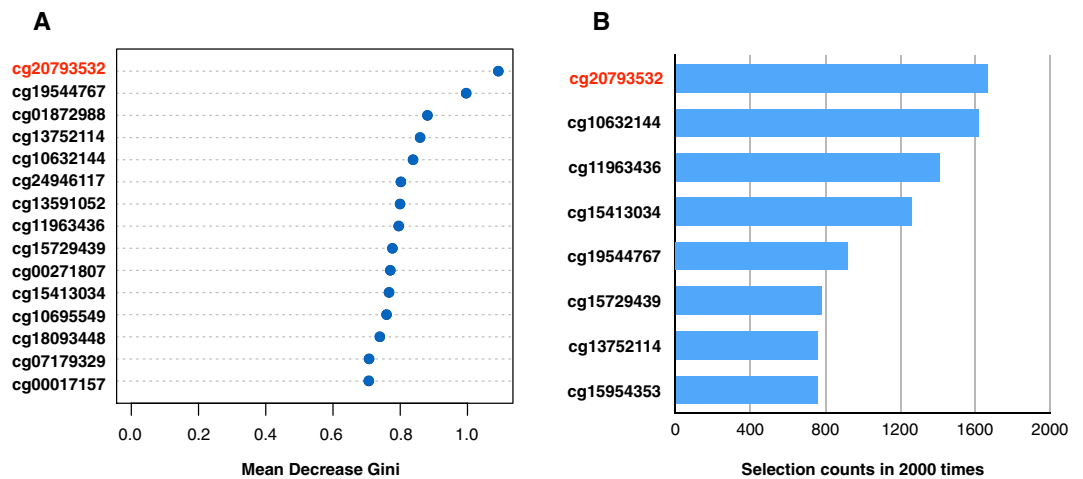 A
cg20793532
cg19544767
cg01872988
cg13752114
cg10632144
cg24946117
cg13591052
cg11963436
cg15729439
cg00271807
cg15413034
cg10695549
cg18093448
cg07179329
cg00017157
0.0 0.2 0.4 0.6 0.8 1.0
Mean Decrease Gini
B
cg20793532
cg10632144
cg11963436
cg15413034
cg19544767
cg15729439
cg13752114
cg15954353
0 400 800 1200 1600 2000
Selection counts in 2000 times